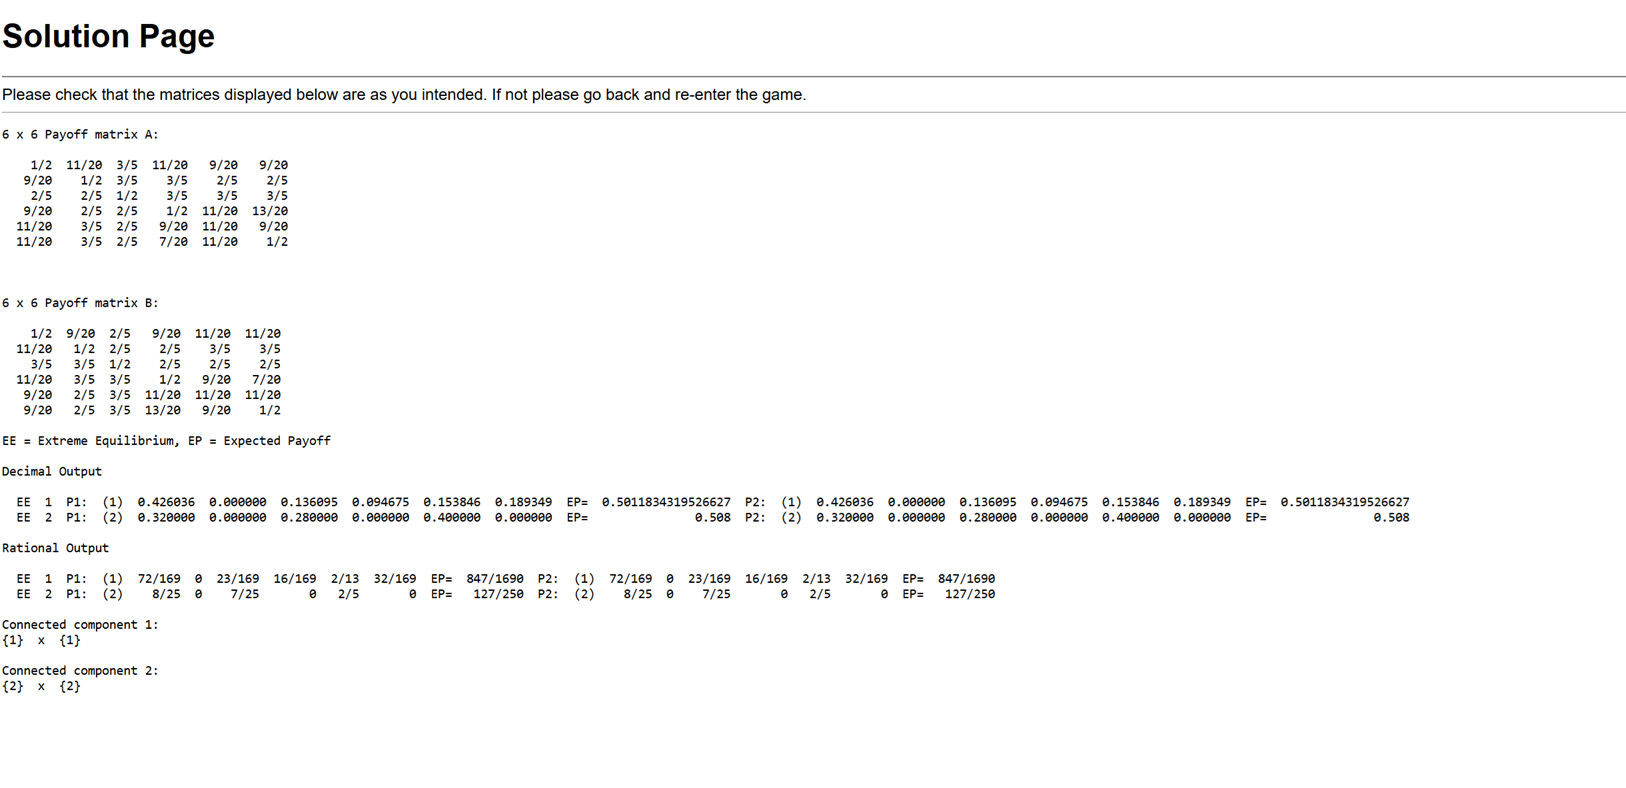 Solution Page
Please check that the matrices displayed below are as you intended. If not please go back and re-enter the game.
6 x 6 Payoff matrix A:
1/2 11/20 3/5 11/20 9/20 9/20
9/20 1/2 3/5 3/5 2/5 2/5
2/5 2/5 1/2 3/5 3/5 3/5
9/20 2/5 2/5 1/2 11/20 13/20
11/20 3/5 2/5 9/20 11/20 9/20
11/20 3/5 2/5 7/20 11/20 1/2
6 x 6 Payoff matrix B:
1/2 9/20 2/5 9/20 11/20 11/20
11/20 1/2 2/5 2/5 3/5 3/5
3/5 3/5 1/2 2/5 2/5 2/5
11/20 3/5 3/5 1/2 9/20 7/20
9/20 2/5 3/5 11/20 11/20 11/20
9/20 2/5 3/5 13/20 9/20 1/2
EE = Extreme Equilibrium, EP = Expected Payoff
Decimal Output
EE 1 P1: (1) 0.426036 0.000000 0.136095 0.094675 0.153846 0.189349 EP= 0.5011834319526627 P2: (1) 0.426036 0.000000 0.136095 0.094675 0.153846 0.189349 EP= 0.5011834319526627
EE 2 P1: (2) 0.320000 0.000000 0.280000 0.000000 0.400000 0.000000 EP= 0.508 P2: (2) 0.320000 0.000000 0.280000 0.000000 0.400000 0.000000 EP= 0.508
Rational Output
EE 1 P1: (1) 72/169 0 23/169 16/169 2/13 32/169 EP= 847/1690 P2: (1) 72/169 0 23/169 16/169 2/13 32/169 EP= 847/1690
EE 2 P1: (2) 8/25 0 7/25 0 2/5 0 EP= 127/250 P2: (2) 8/25 0 7/25 0 2/5 0 EP= 127/250
Connected component 1:
{1} x {1}
Connected component 2:
{2} x {2}